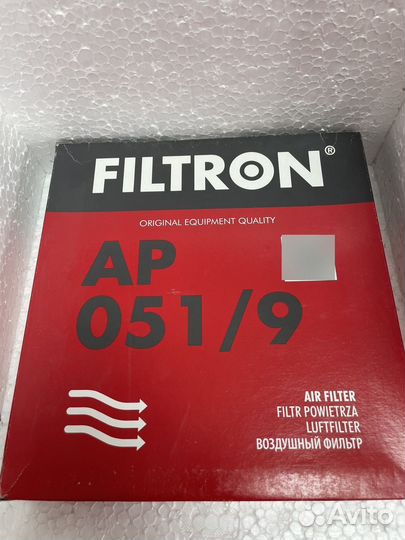 FILTRON®
ORIGINAL EQUIPMENT QUALITY
AP
051/9
AIR FILTER
FILTR POWIETRZA
LUFTFILTER
ВОЗДУШНЫЙ ФИЛЬТР
Avito